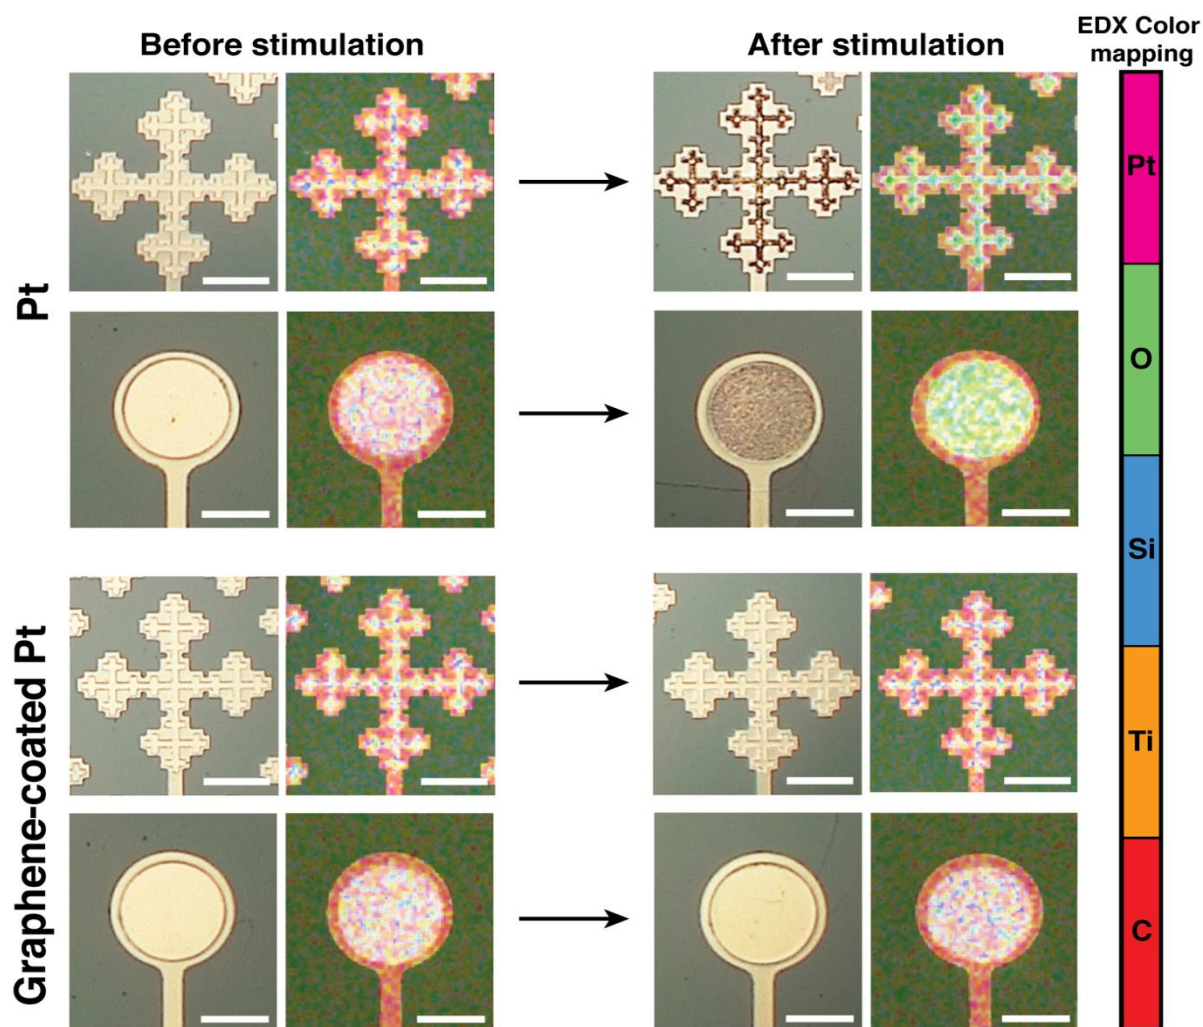 Before stimulation
After stimulation
EDX Color
mapping
Pt
Graphene-coated Pt
Pt
O
Si
Ti
C